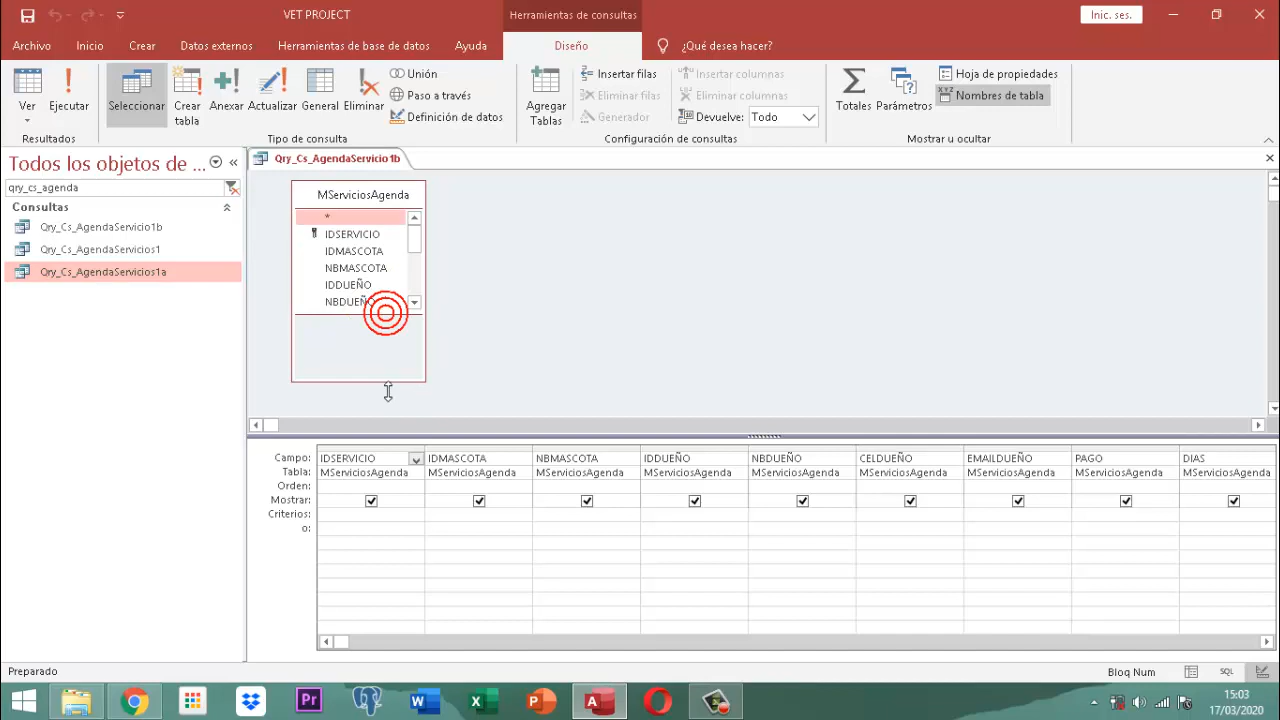 VET PROJECT
Herramientas de consultas
Inic. ses.
Archivo Inicio Crear Datos externos Herramientas de base de datos Ayuda Diseño ¿Qué desea hacer?
Ver
Ejecutar
Resultados
Seleccionar
Crear
tabla
Anexar
Actualizar
General
Eliminar
Unión
Paso a través
Definición de datos
Tipo de consulta
Agregar
Tablas
Insertar filas
Eliminar filas
Generador
Insertar columnas
Eliminar columnas
Devuelve: Todo
Configuración de consultas
Totales
Parámetros
Hoja de propiedades
XYZ Nombres de tabla
Mostrar u ocultar
Todos los objetos de ...
qry_cs_agenda
Consultas
Qry_Cs_AgendaServicio1b
Qry_Cs_AgendaServicios1
Qry_Cs_AgendaServicios1a
Qry_Cs_AgendaServicio1b
MServiciosAgenda
*
IDSERVICIO
IDMASCOTA
NBMASCOTA
IDDUEÑO
NBDUEÑO
Campo: IDSERVICIO IDMASCOTA NBMASCOTA IDDUEÑO NBDUEÑO CELDUEÑO EMAILDUEÑO PAGO DIAS
Tabla: MServiciosAgenda MServiciosAgenda MServiciosAgenda MServiciosAgenda MServiciosAgenda MServiciosAgenda MServiciosAgenda MServiciosAgenda MServiciosAgenda
Orden:
Mostrar:
Criterios:
o:
Preparado
Bloq Num
SQL
Pr
W
X
P
A
15:03
17/03/2020